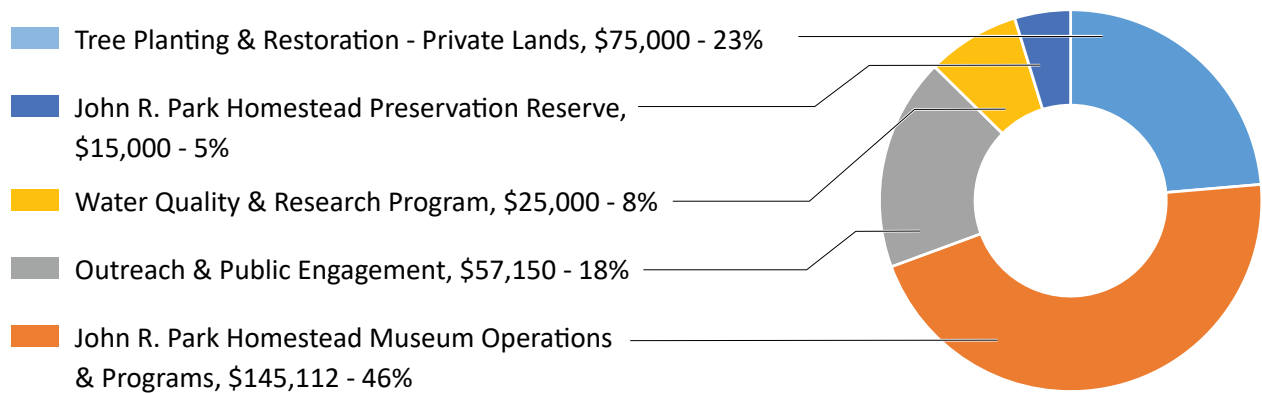 Tree Planting & Restoration - Private Lands, $75,000 - 23%
John R. Park Homestead Preservation Reserve,
$15,000 - 5%
Water Quality & Research Program, $25,000 - 8%
Outreach & Public Engagement, $57,150 - 18%
John R. Park Homestead Museum Operations
& Programs, $145,112 - 46%